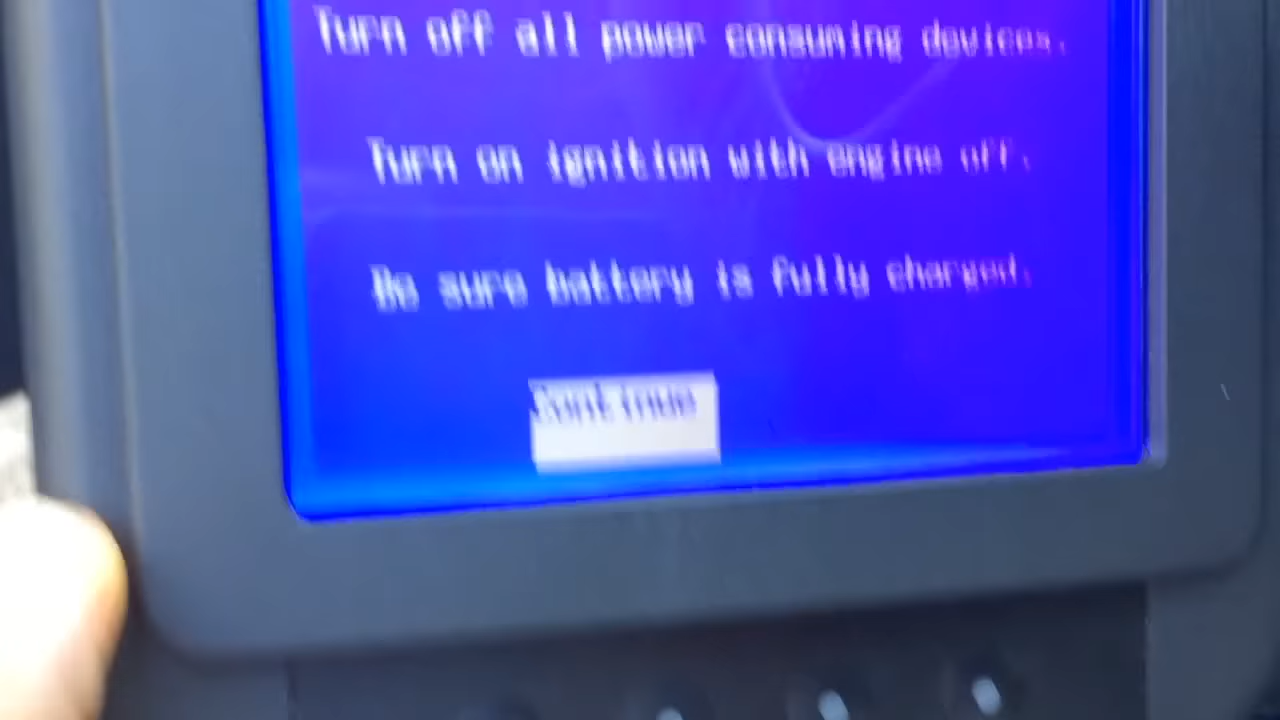 Turn off all power consuming devices.
Turn on ignition with engine off.
Be sure battery is fully charged.
Continue